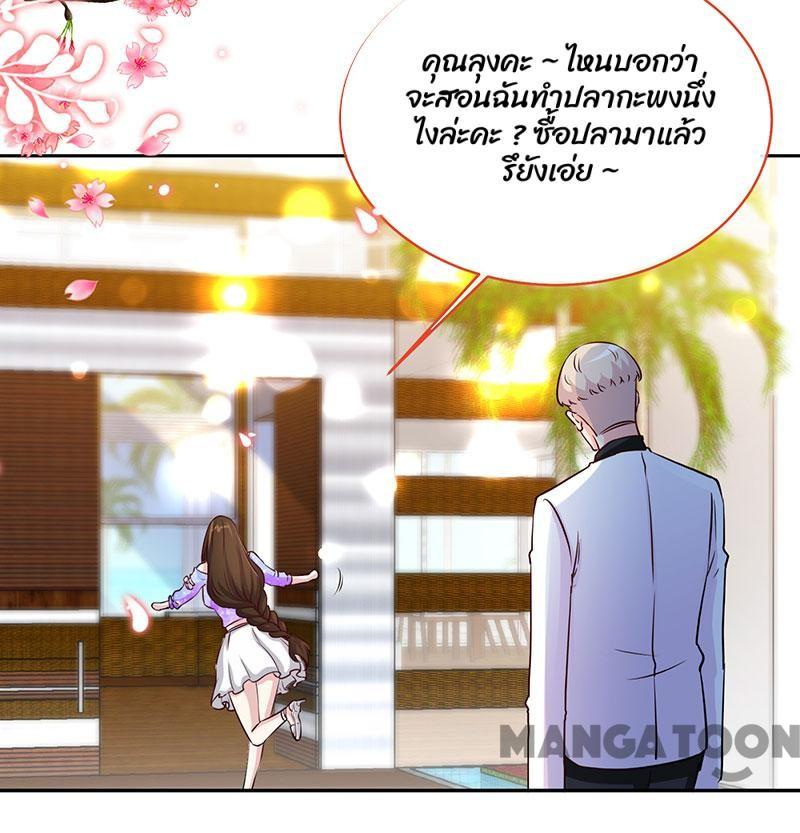 คุณลุงคะ ~ ไหนบอกว่า
จะสอนฉันทำปลากะพงนึ่ง
ไงล่ะคะ ? ซื้อปลามาแล้ว
รึยังเอ่ย ~
MANGATOON